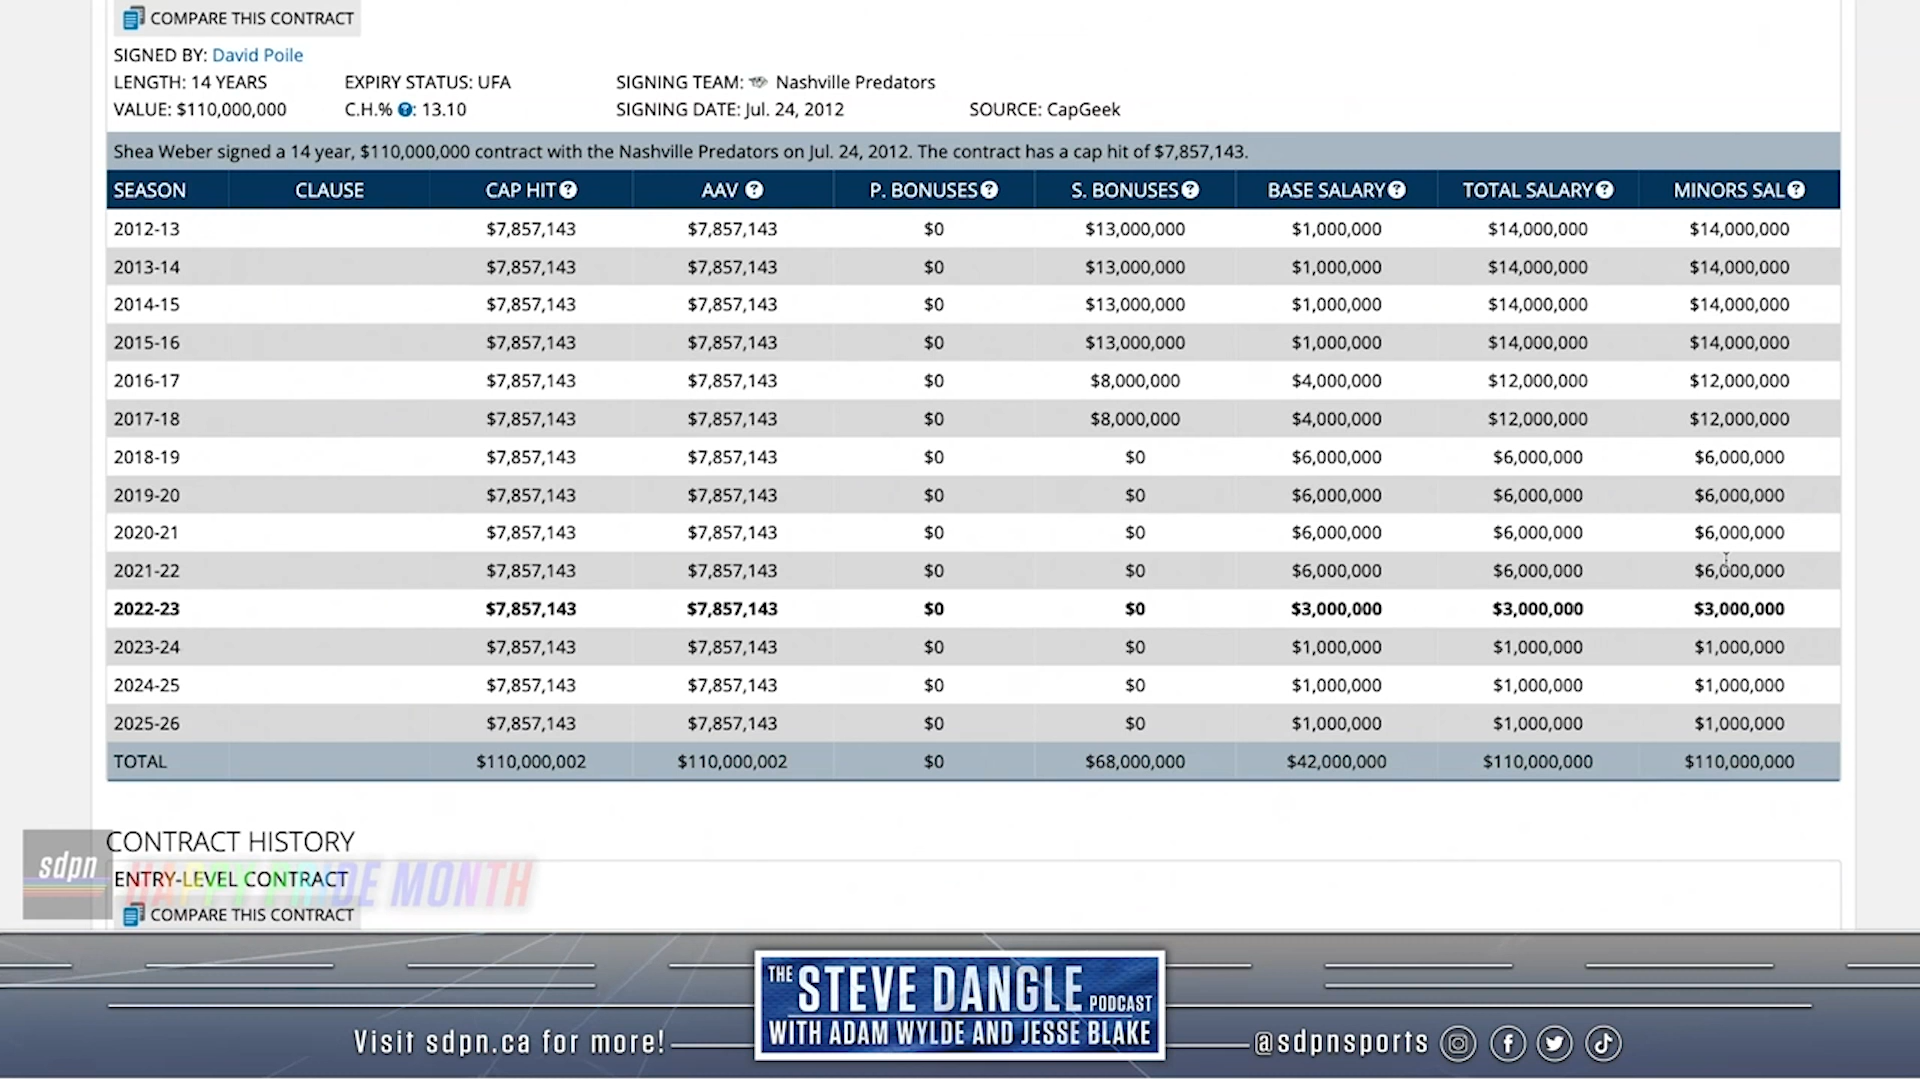 COMPARE THIS CONTRACT
SIGNED BY: David Poile
LENGTH: 14 YEARS EXPIRY STATUS: UFA SIGNING TEAM: Nashville Predators
VALUE: $110,000,000 C.H.% ?: 13.10 SIGNING DATE: Jul. 24, 2012 SOURCE: CapGeek
Shea Weber signed a 14 year, $110,000,000 contract with the Nashville Predators on Jul. 24, 2012. The contract has a cap hit of $7,857,143.
SEASON CLAUSE CAP HIT ? AAV ? P. BONUSES ? S. BONUSES ? BASE SALARY ? TOTAL SALARY ? MINORS SAL ?
2012-13 $7,857,143 $7,857,143 $0 $13,000,000 $1,000,000 $14,000,000 $14,000,000
2013-14 $7,857,143 $7,857,143 $0 $13,000,000 $1,000,000 $14,000,000 $14,000,000
2014-15 $7,857,143 $7,857,143 $0 $13,000,000 $1,000,000 $14,000,000 $14,000,000
2015-16 $7,857,143 $7,857,143 $0 $13,000,000 $1,000,000 $14,000,000 $14,000,000
2016-17 $7,857,143 $7,857,143 $0 $8,000,000 $4,000,000 $12,000,000 $12,000,000
2017-18 $7,857,143 $7,857,143 $0 $8,000,000 $4,000,000 $12,000,000 $12,000,000
2018-19 $7,857,143 $7,857,143 $0 $0 $6,000,000 $6,000,000 $6,000,000
2019-20 $7,857,143 $7,857,143 $0 $0 $6,000,000 $6,000,000 $6,000,000
2020-21 $7,857,143 $7,857,143 $0 $0 $6,000,000 $6,000,000 $6,000,000
2021-22 $7,857,143 $7,857,143 $0 $0 $6,000,000 $6,000,000 $6,000,000
2022-23 $7,857,143 $7,857,143 $0 $0 $3,000,000 $3,000,000 $3,000,000
2023-24 $7,857,143 $7,857,143 $0 $0 $1,000,000 $1,000,000 $1,000,000
2024-25 $7,857,143 $7,857,143 $0 $0 $1,000,000 $1,000,000 $1,000,000
2025-26 $7,857,143 $7,857,143 $0 $0 $1,000,000 $1,000,000 $1,000,000
TOTAL $110,000,002 $110,000,002 $0 $68,000,000 $42,000,000 $110,000,000 $110,000,000
CONTRACT HISTORY
sdpn
HAPPY PRIDE MONTH
ENTRY-LEVEL CONTRACT
COMPARE THIS CONTRACT
THE STEVE DANGLE PODCAST
WITH ADAM WYLDE AND JESSE BLAKE
Visit sdpn.ca for more!
@sdpnsports